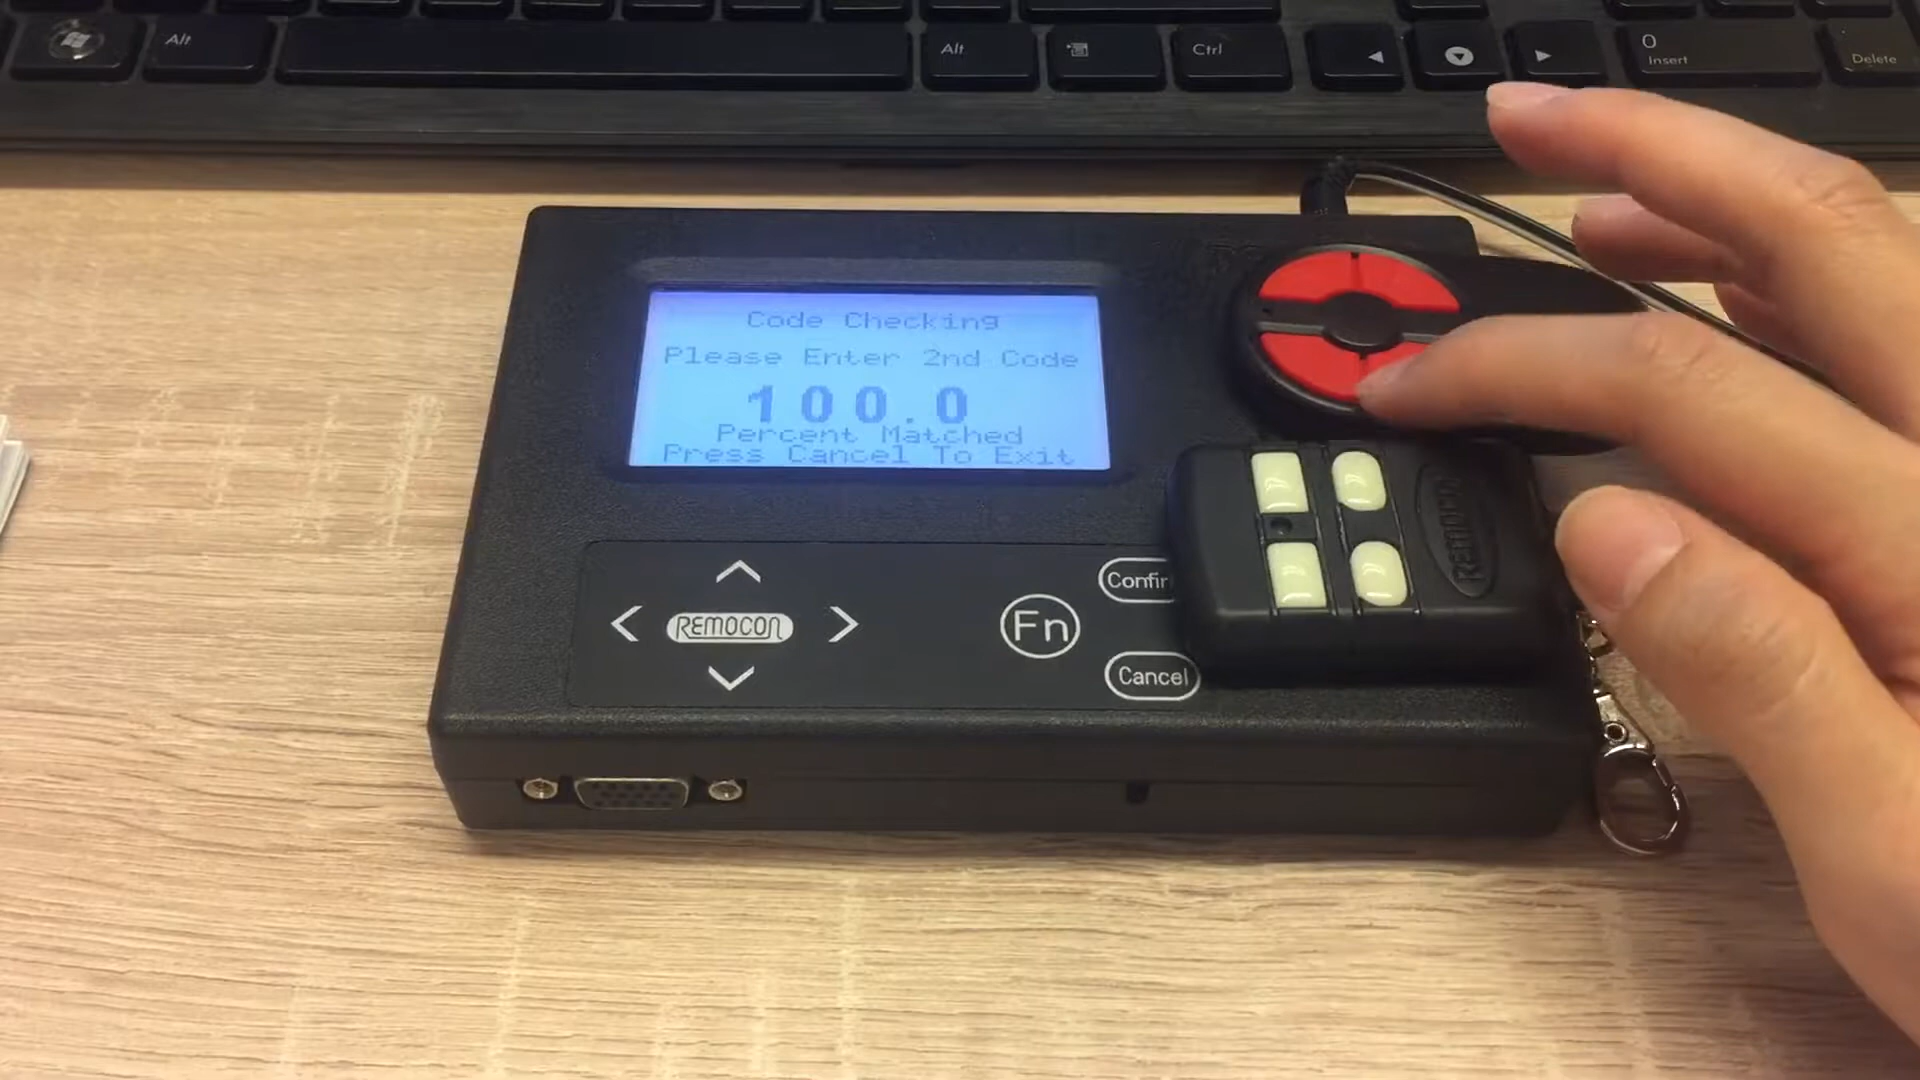 Alt
Alt
Ctrl
0
Insert
Delete
Code Checking
Please Enter 2nd Code
100.0
Percent Matched
Press Cancel To Exit
REMOCON
REMOCON
Fn
Confir
Cancel